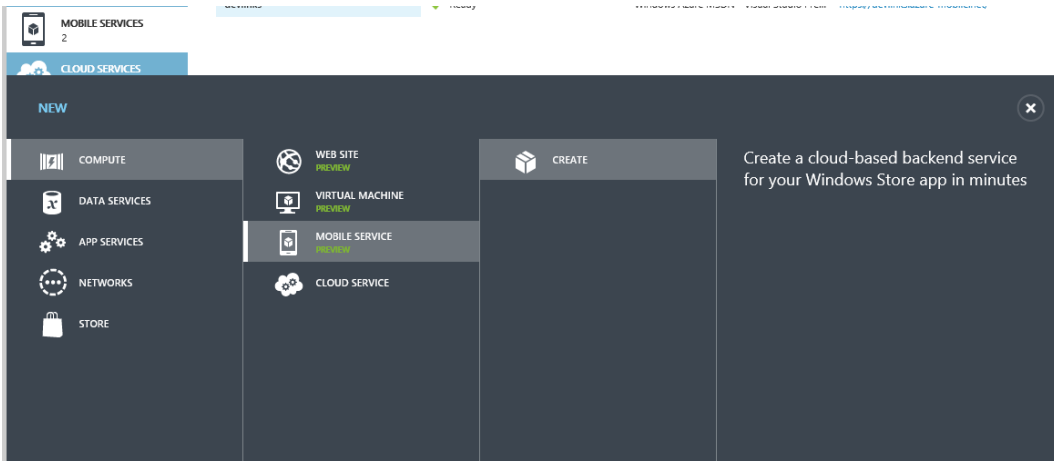 MOBILE SERVICES
2
CLOUD SERVICES
NEW
COMPUTE
DATA SERVICES
APP SERVICES
NETWORKS
STORE
WEB SITE
PREVIEW
VIRTUAL MACHINE
PREVIEW
MOBILE SERVICE
PREVIEW
CLOUD SERVICE
CREATE
Create a cloud-based backend service
for your Windows Store app in minutes